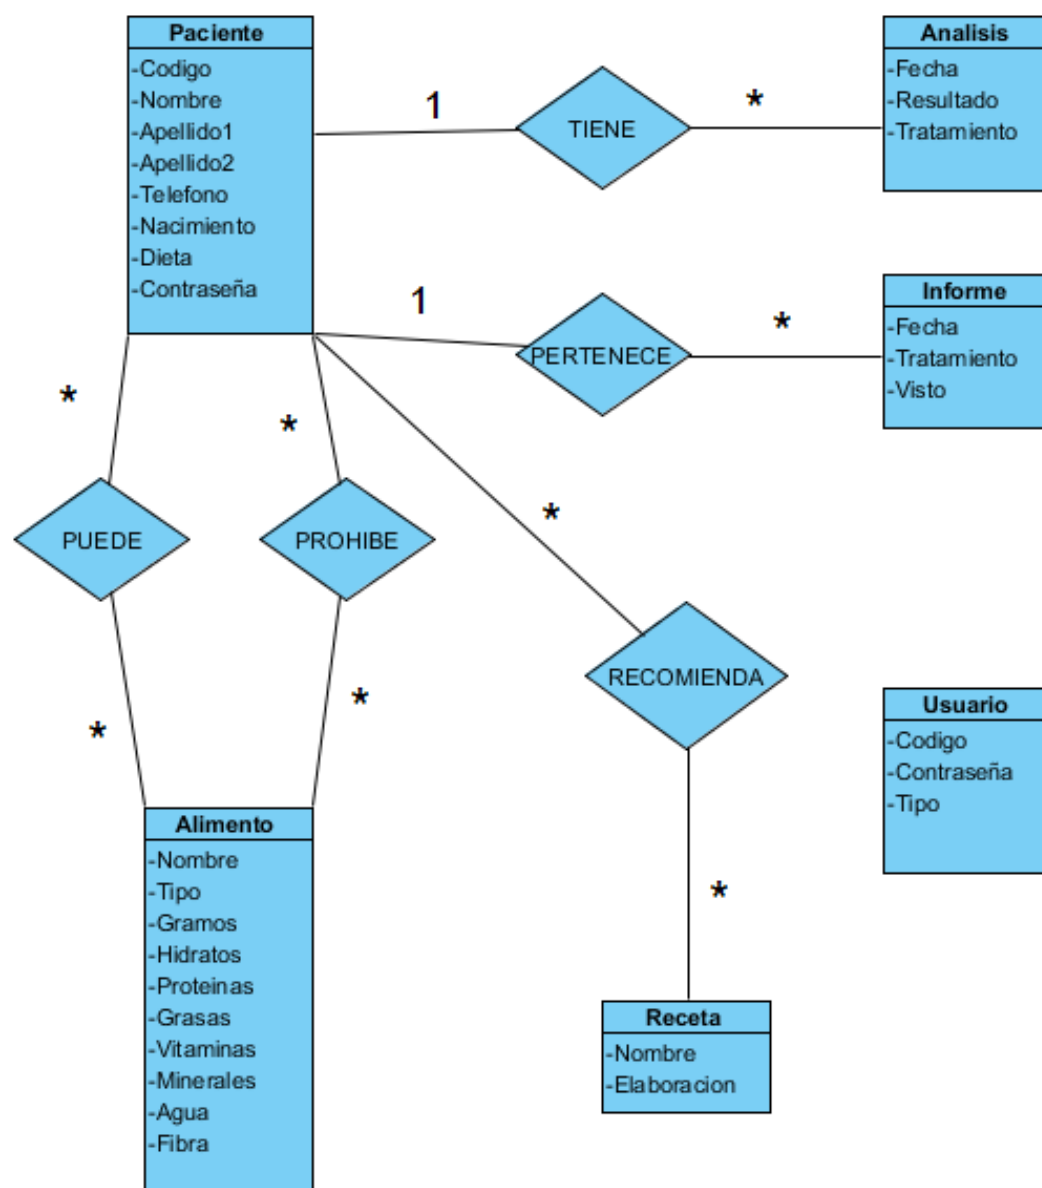 Paciente
-Codigo
-Nombre
-Apellido1
-Apellido2
-Telefono
-Nacimiento
-Dieta
-Contraseña
1
TIENE
*
Analisis
-Fecha
-Resultado
-Tratamiento
1
PERTENECE
*
Informe
-Fecha
-Tratamiento
-Visto
*
PUEDE
*
*
PROHIBE
*
*
RECOMIENDA
*
Usuario
-Codigo
-Contraseña
-Tipo
Alimento
-Nombre
-Tipo
-Gramos
-Hidratos
-Proteinas
-Grasas
-Vitaminas
-Minerales
-Agua
-Fibra
Receta
-Nombre
-Elaboracion